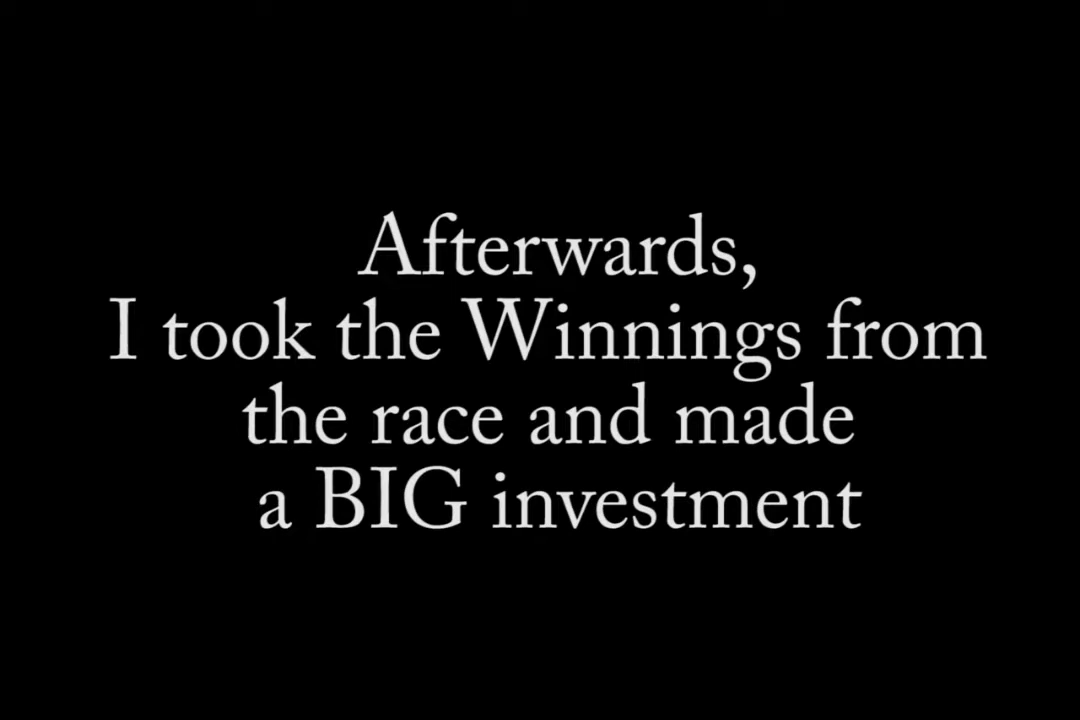 Afterwards,
I took the Winnings from
the race and made
a BIG investment